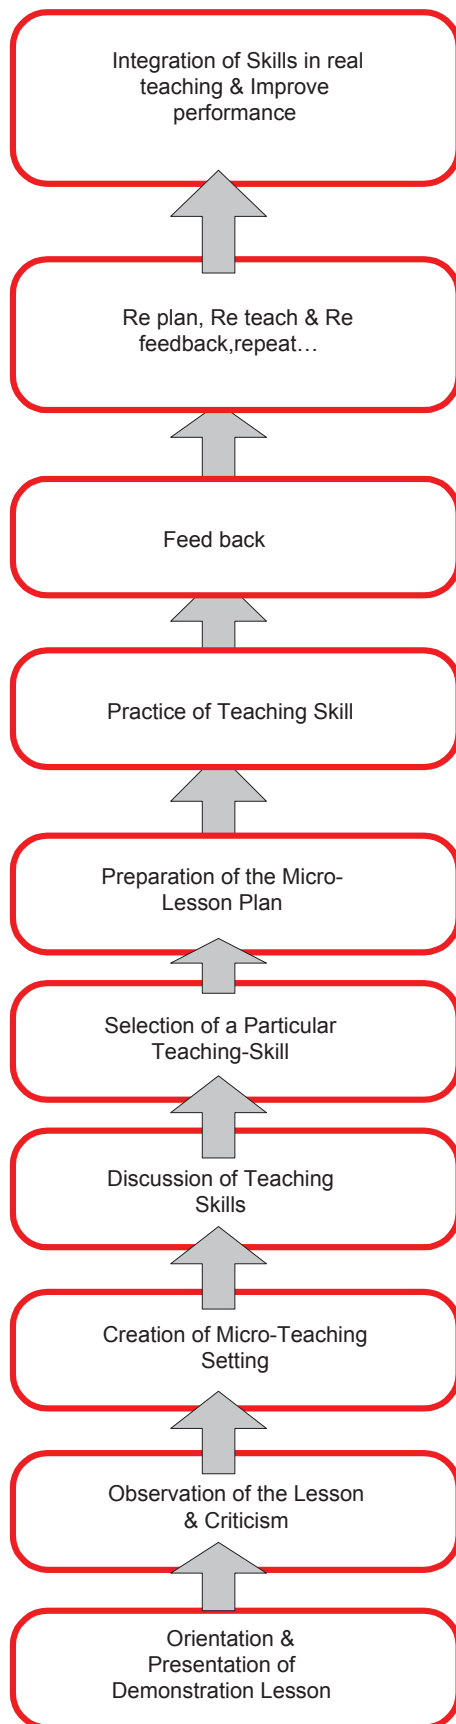 Integration of Skills in real
teaching & Improve
performance
Re plan, Re teach & Re
feedback,repeat…
Feed back
Practice of Teaching Skill
Preparation of the Micro-
Lesson Plan
Selection of a Particular
Teaching-Skill
Discussion of Teaching
Skills
Creation of Micro-Teaching
Setting
Observation of the Lesson
& Criticism
Orientation &
Presentation of
Demonstration Lesson